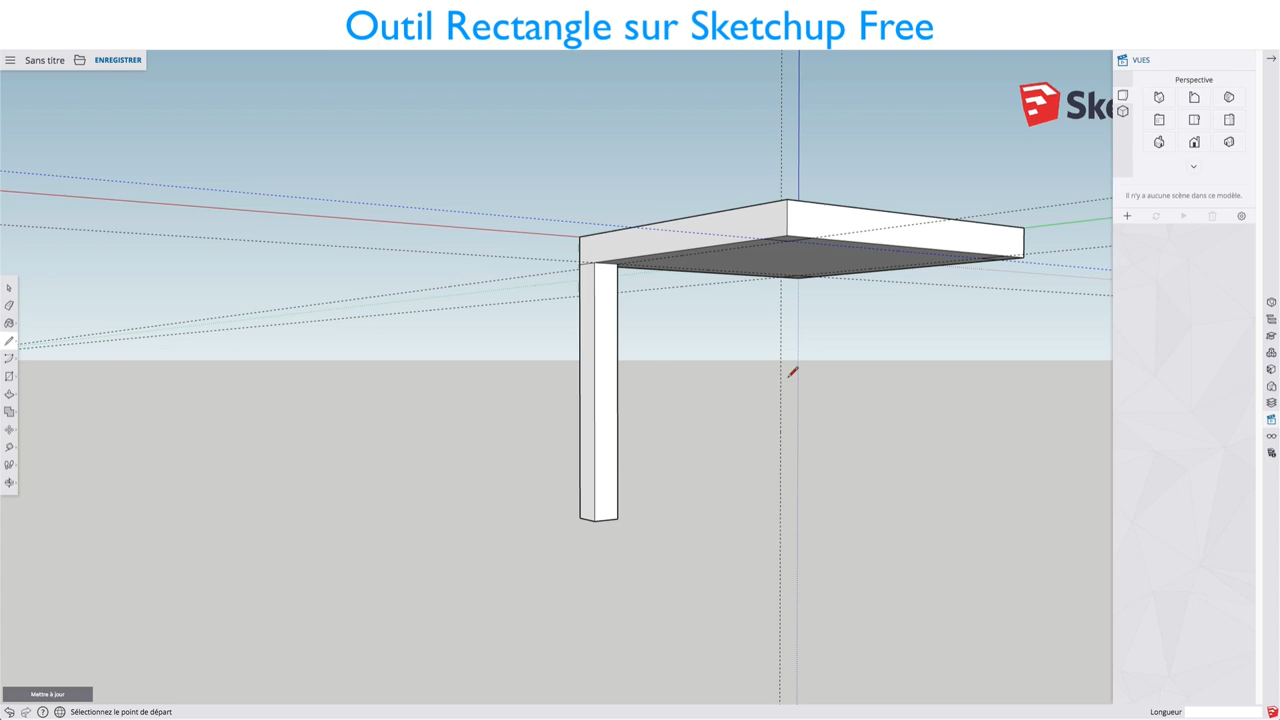 Outil Rectangle sur Sketchup Free
Sans titre
ENREGISTRER
VUES
Perspective
Ske
Il n'y a aucune scène dans ce modèle.
Mettre à jour
Sélectionnez le point de départ
Longueur